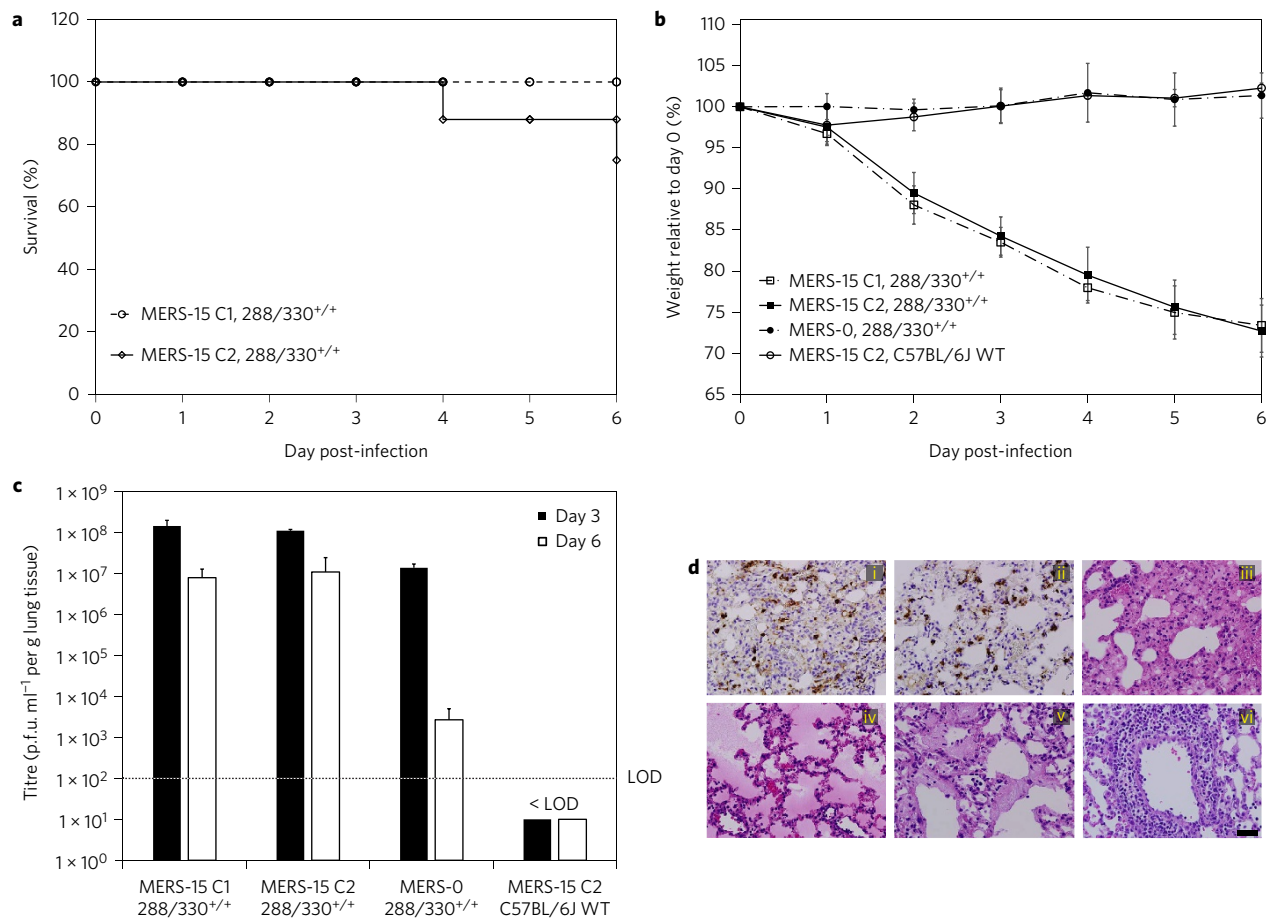 a
120
100
80
60
40
20
0
Survival (%)
MERS-15 C1, 288/330+/+
MERS-15 C2, 288/330+/+
0 1 2 3 4 5 6
Day post-infection
b
110
105
100
95
90
85
80
75
70
65
Weight relative to day 0 (%)
MERS-15 C1, 288/330+/+
MERS-15 C2, 288/330+/+
MERS-0, 288/330+/+
MERS-15 C2, C57BL/6J WT
0 1 2 3 4 5 6
Day post-infection
c
1 × 10⁹
1 × 10⁸
1 × 10⁷
1 × 10⁶
1 × 10⁵
1 × 10⁴
1 × 10³
1 × 10²
1 × 10¹
1 × 10⁰
Titre (p.f.u. ml⁻¹ per g lung tissue)
Day 3
Day 6
LOD
< LOD
MERS-15 C1
288/330+/+
MERS-15 C2
288/330+/+
MERS-0
288/330+/+
MERS-15 C2
C57BL/6J WT
d
i
ii
iii
iv
v
vi